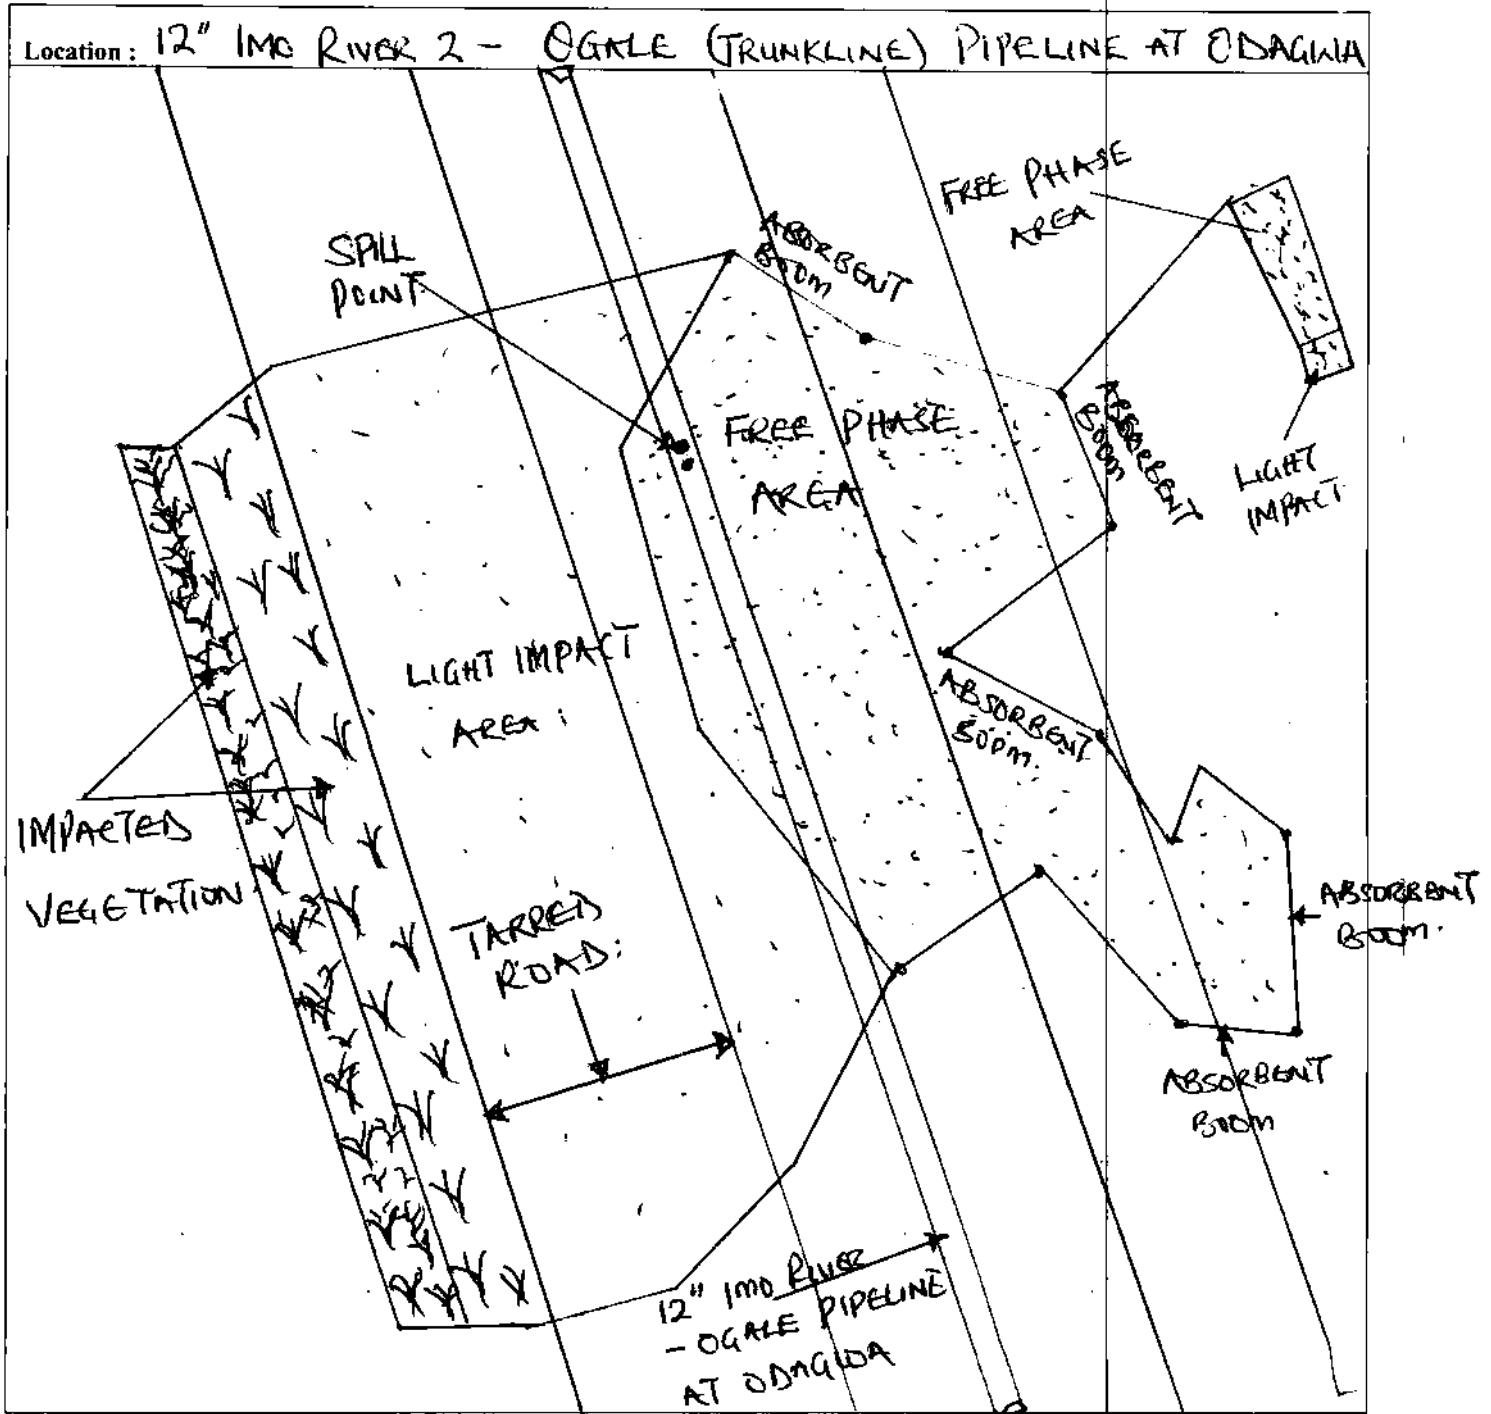 Location : 12" IMO RIVER 2 - OGALE (TRUNKLINE) PIPELINE AT ODAGWA
FREE PHASE
AREA
ABSORBENT
BOOM
SPILL
POINT
FREE PHASE
AREA
ABSORBENT
BOOM
LIGHT
IMPACT
LIGHT IMPACT
AREA
ABSORBENT
BOOM
IMPACTED
VEGETATION
TARRED
ROAD
ABSORBENT
BOOM
ABSORBENT
BOOM
12" IMO RIVER
- OGALE PIPELINE
AT ODAGWA